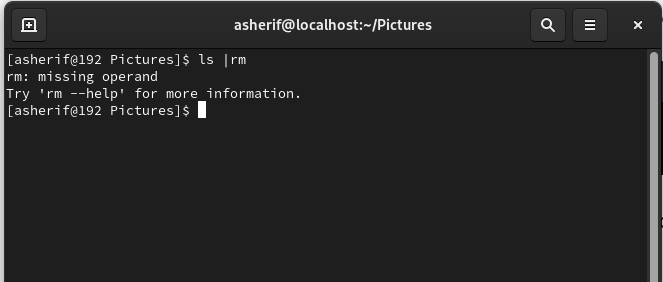 asherif@localhost:~/Pictures
[asherif@192 Pictures]$ ls |rm
rm: missing operand
Try 'rm --help' for more information.
[asherif@192 Pictures]$